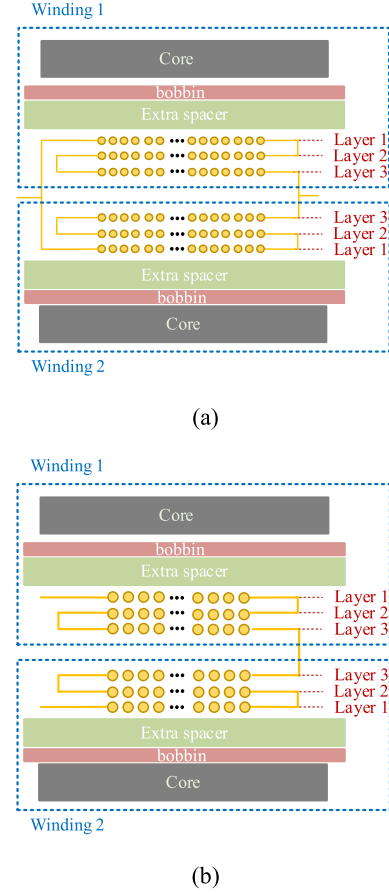 Winding 1
Core
bobbin
Extra spacer
Layer 1
Layer 2
Layer 3
Layer 3
Layer 2
Layer 1
Extra spacer
bobbin
Core
Winding 2
(a)
Winding 1
Core
bobbin
Extra spacer
Layer 1
Layer 2
Layer 3
Layer 3
Layer 2
Layer 1
Extra spacer
bobbin
Core
Winding 2
(b)